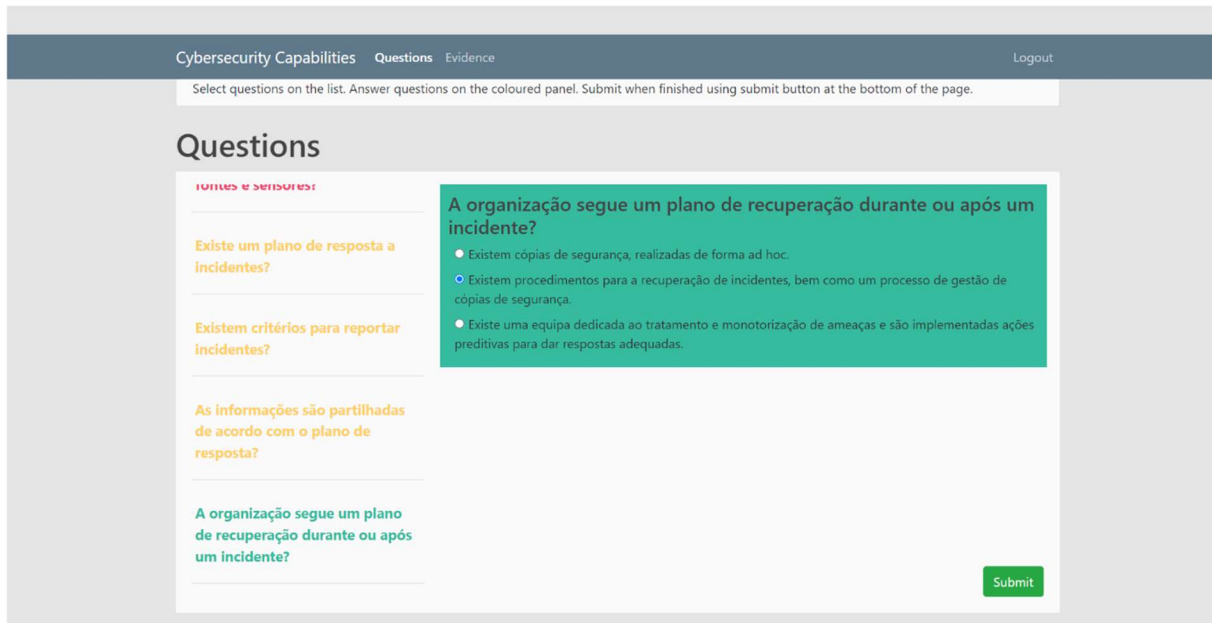 Cybersecurity Capabilities Questions Evidence Logout
Select questions on the list. Answer questions on the coloured panel. Submit when finished using submit button at the bottom of the page.
Questions
fontes e sensores?
Existe um plano de resposta a
incidentes?
Existem critérios para reportar
incidentes?
As informações são partilhadas
de acordo com o plano de
resposta?
A organização segue um plano
de recuperação durante ou após
um incidente?
A organização segue um plano de recuperação durante ou após um
incidente?
Existem cópias de segurança, realizadas de forma ad hoc.
Existem procedimentos para a recuperação de incidentes, bem como um processo de gestão de
cópias de segurança.
Existe uma equipa dedicada ao tratamento e monotorização de ameaças e são implementadas ações
preditivas para dar respostas adequadas.
Submit